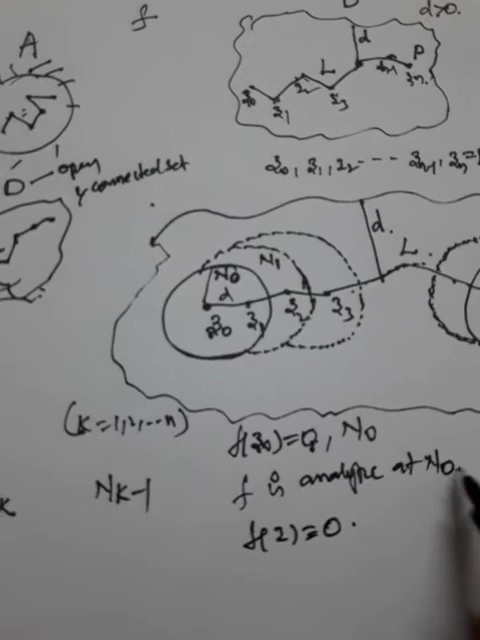 f
D
d>0.
A
d
L
P
z₀
z₁
z₂
z₃
zₙ₋₁
zₙ
D — open
& connected set
z₀, z₁, z₂ - - - - zₙ₋₁, zₙ =
d.
L.
N₀
N₁
d
z₀
z₁
z₂
z₃
(K=1,2,...n)
f(z₀)=0, N₀
f is analytic at N₀.
K
NK-1
f(z)=0.